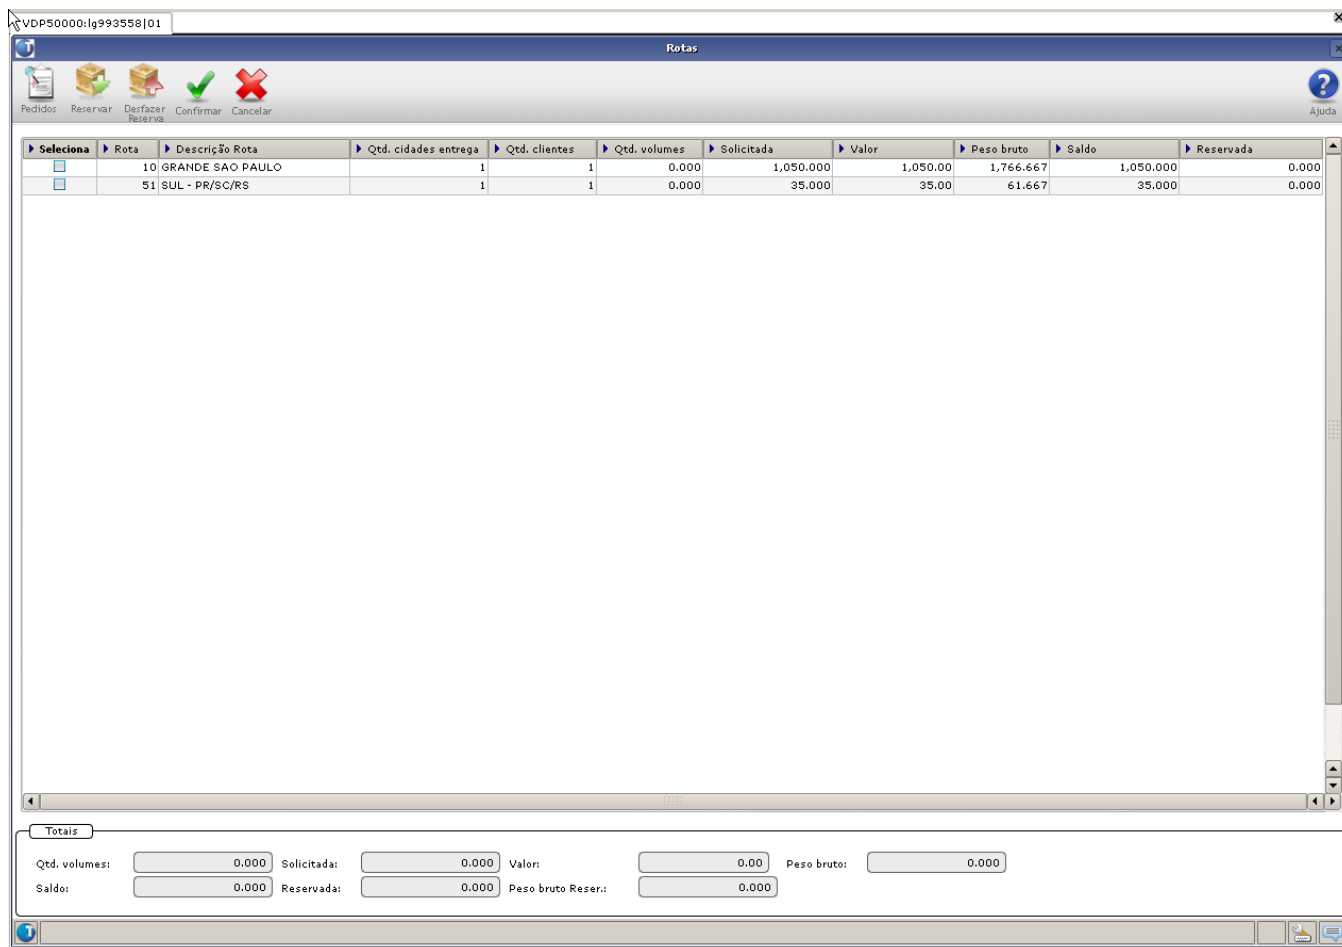 VDP50000:lg993558|01
Rotas
Pedidos Reservar Desfazer Reserva Confirmar Cancelar Ajuda
Seleciona Rota Descrição Rota Qtd. cidades entrega Qtd. clientes Qtd. volumes Solicitada Valor Peso bruto Saldo Reservada
10 GRANDE SAO PAULO 1 1 0.000 1,050.000 1,050.00 1,766.667 1,050.000 0.000
51 SUL - PR/SC/RS 1 1 0.000 35.000 35.00 61.667 35.000 0.000
Totais
Qtd. volumes: 0.000 Solicitada: 0.000 Valor: 0.00 Peso bruto: 0.000
Saldo: 0.000 Reservada: 0.000 Peso bruto Reser.: 0.000